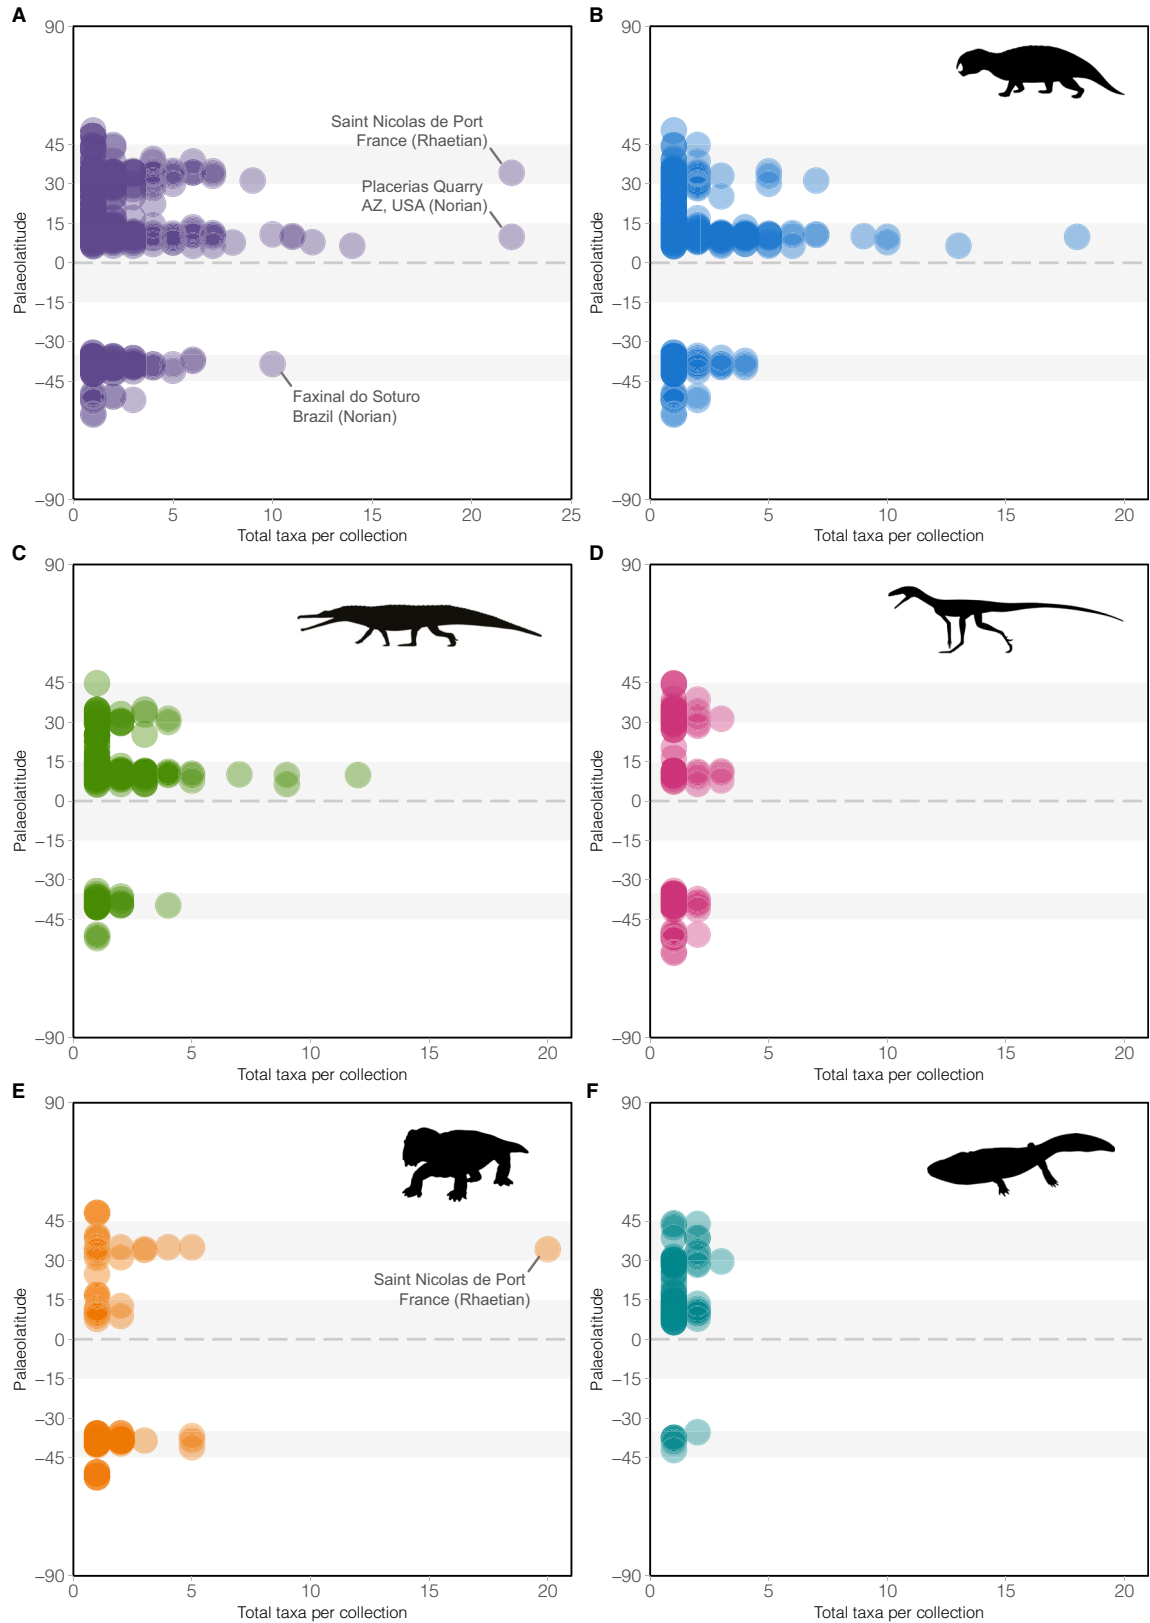 A
90
45
30
15
0
–15
–30
–45
–90
Palaeolatitude
Saint Nicolas de Port
France (Rhaetian)
Placerias Quarry
AZ, USA (Norian)
Faxinal do Soturo
Brazil (Norian)
0 5 10 15 20 25
Total taxa per collection
B
90
45
30
15
0
–15
–30
–45
–90
Palaeolatitude
0 5 10 15 20
Total taxa per collection
C
90
45
30
15
0
–15
–30
–45
–90
Palaeolatitude
0 5 10 15 20
Total taxa per collection
D
90
45
30
15
0
–15
–30
–45
–90
Palaeolatitude
0 5 10 15 20
Total taxa per collection
E
90
45
30
15
0
–15
–30
–45
–90
Palaeolatitude
Saint Nicolas de Port
France (Rhaetian)
0 5 10 15 20
Total taxa per collection
F
90
45
30
15
0
–15
–30
–45
–90
Palaeolatitude
0 5 10 15 20
Total taxa per collection